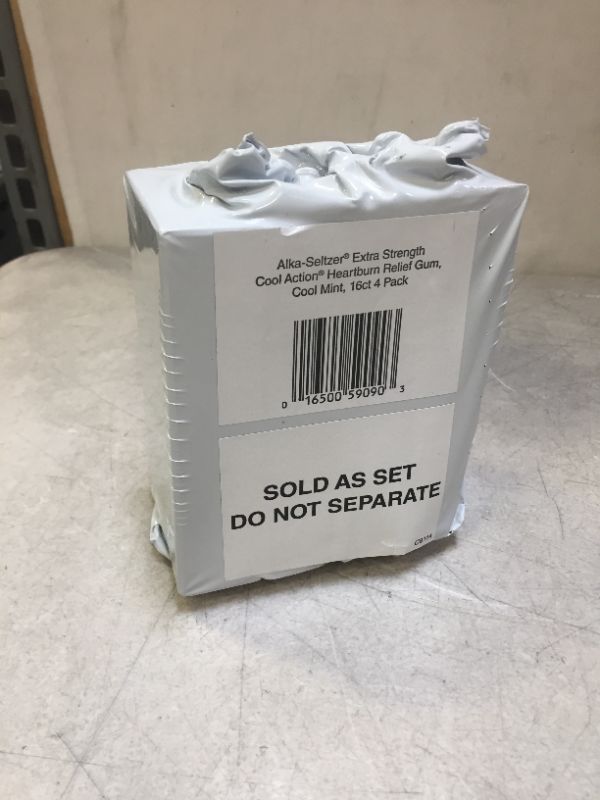 Alka-Seltzer® Extra Strength
Cool Action® Heartburn Relief Gum,
Cool Mint, 16ct 4 Pack
0 16500 59090 3
SOLD AS SET
DO NOT SEPARATE